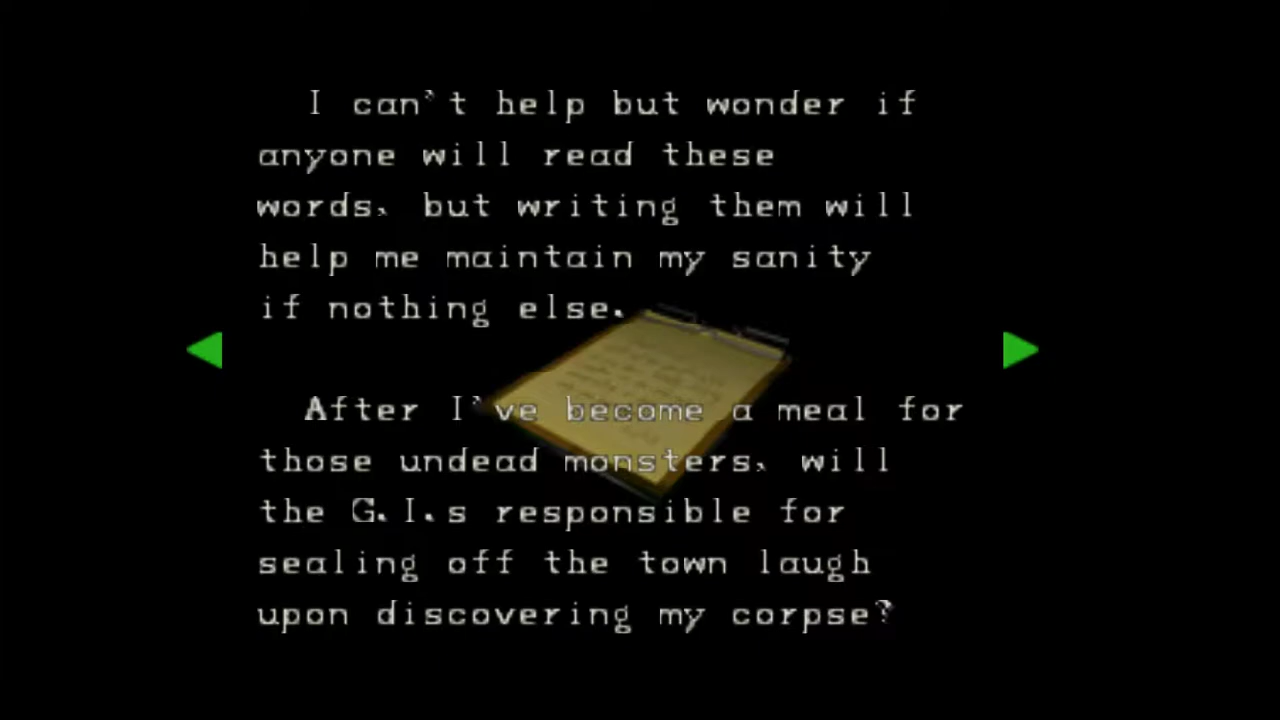 I can't help but wonder if
anyone will read these
words, but writing them will
help me maintain my sanity
if nothing else.
After I've become a meal for
those undead monsters, will
the G.I.s responsible for
sealing off the town laugh
upon discovering my corpse?